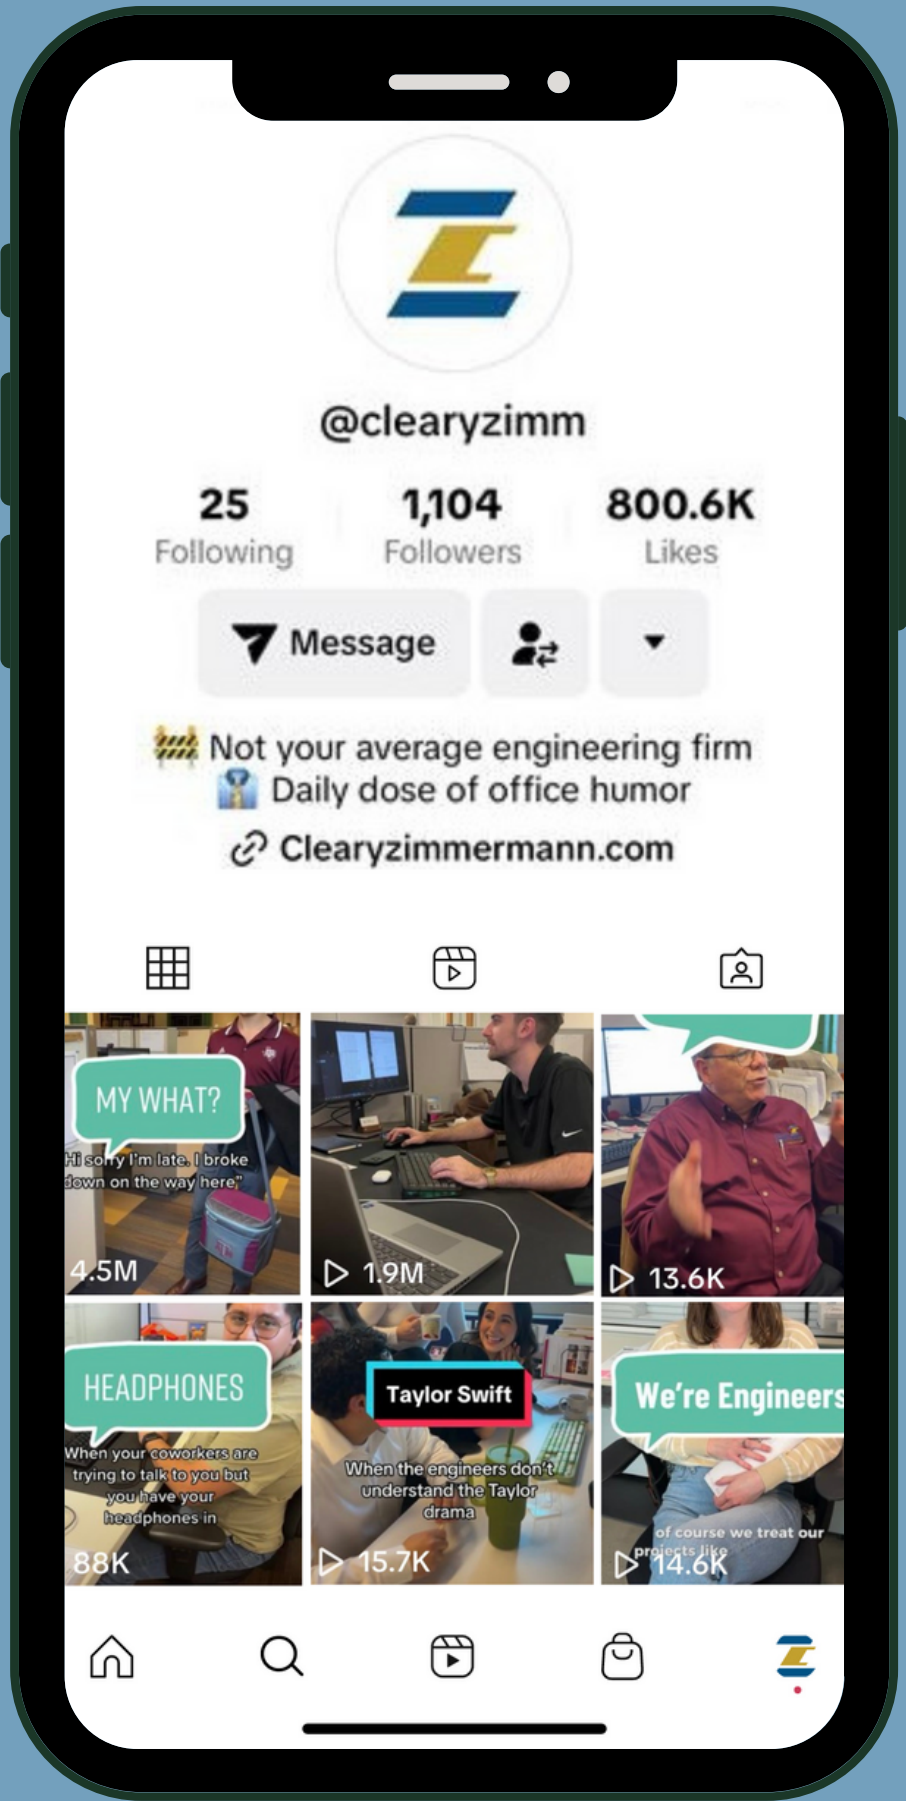 @clearyzimm
25 1,104 800.6K
Following Followers Likes
Message
Not your average engineering firm
Daily dose of office humor
Clearyzimmermann.com
MY WHAT?
Hi sorry I'm late. I broke
down on the way here"
4.5M
1.9M
13.6K
HEADPHONES
When your coworkers are
trying to talk to you but
you have your
headphones in
88K
Taylor Swift
When the engineers don't
understand the Taylor
drama
15.7K
We're Engineers
of course we treat our
projects like
14.6K